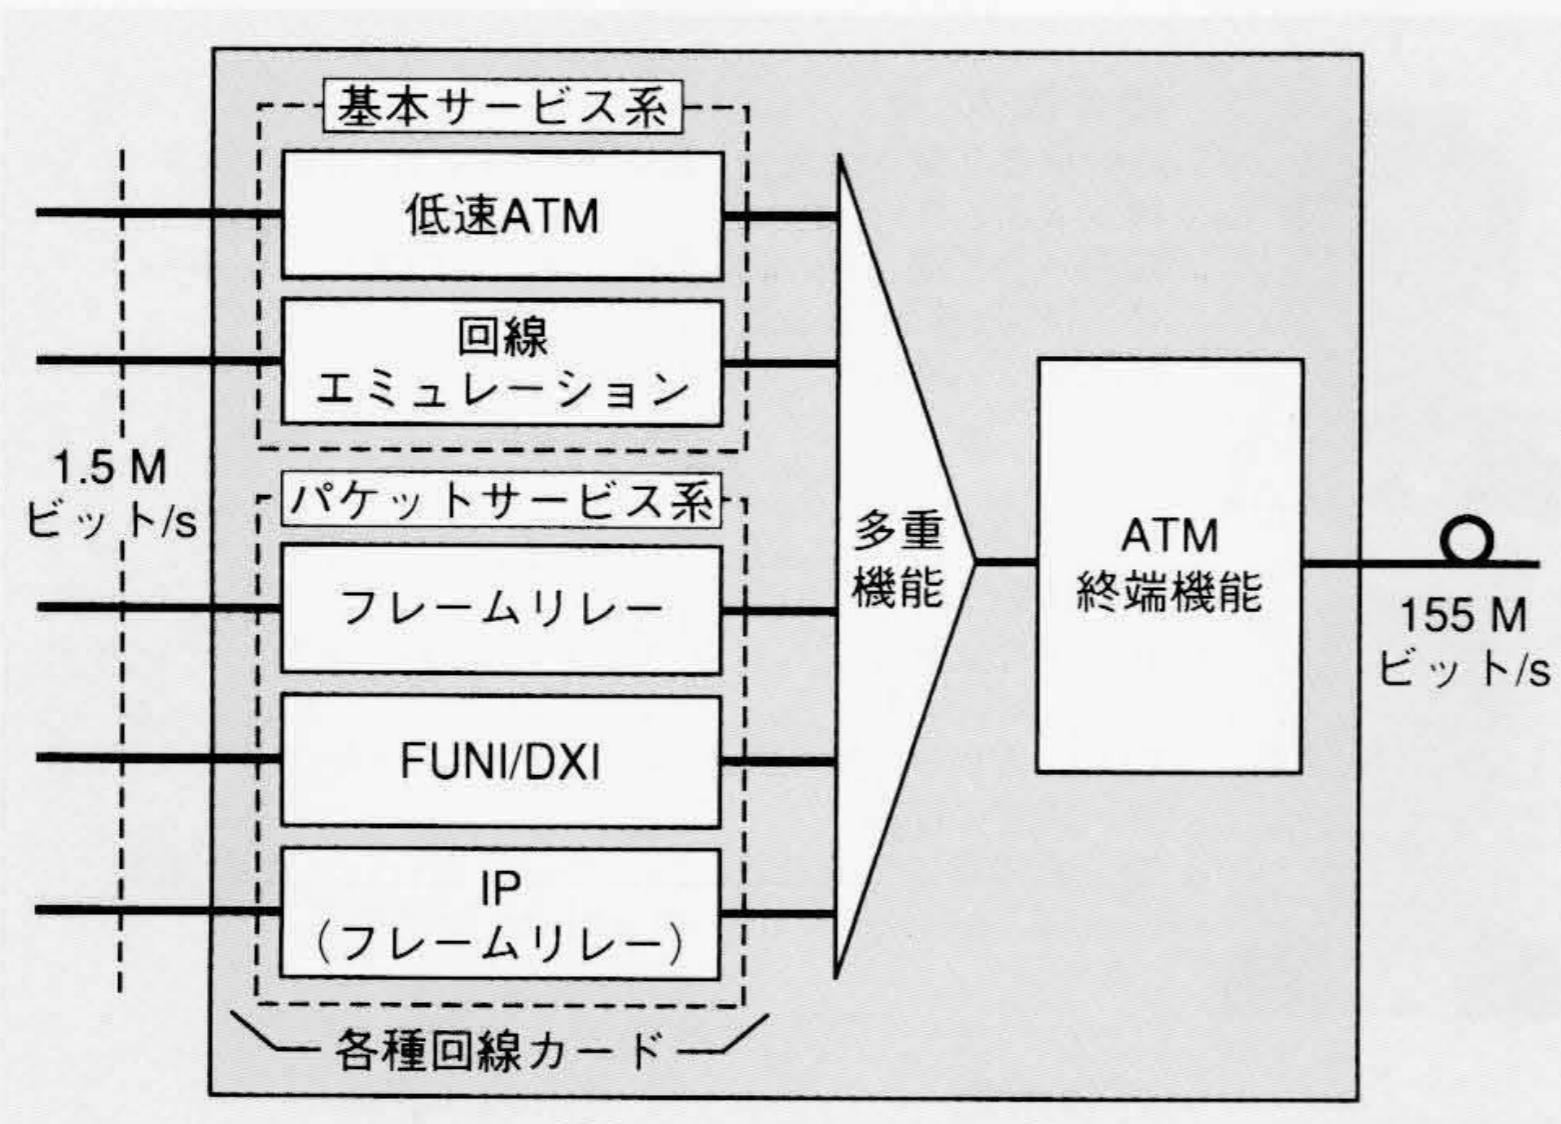 基本サービス系
低速ATM
回線
エミュレーション
1.5 M
ビット/s
パケットサービス系
フレームリレー
FUNI/DXI
IP
（フレームリレー）
各種回線カード
多重
機能
ATM
終端機能
155 M
ビット/s